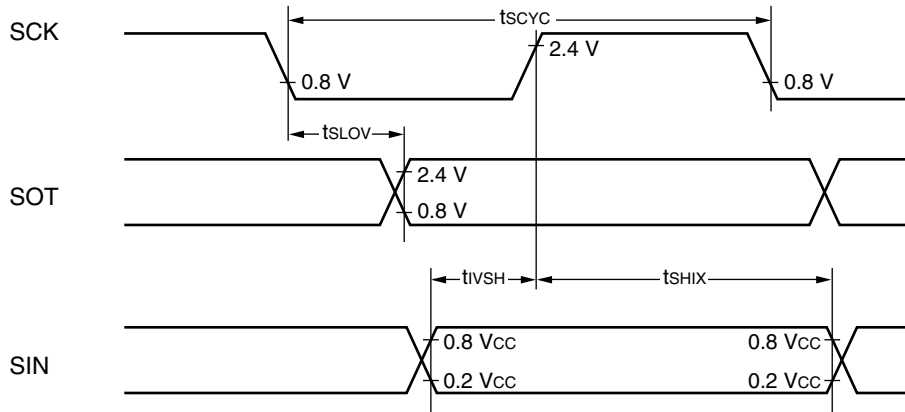 tSCYC
SCK
2.4 V
0.8 V
0.8 V
tSLOV
SOT
2.4 V
0.8 V
tIVSH
tSHIX
SIN
0.8 VCC
0.8 VCC
0.2 VCC
0.2 VCC